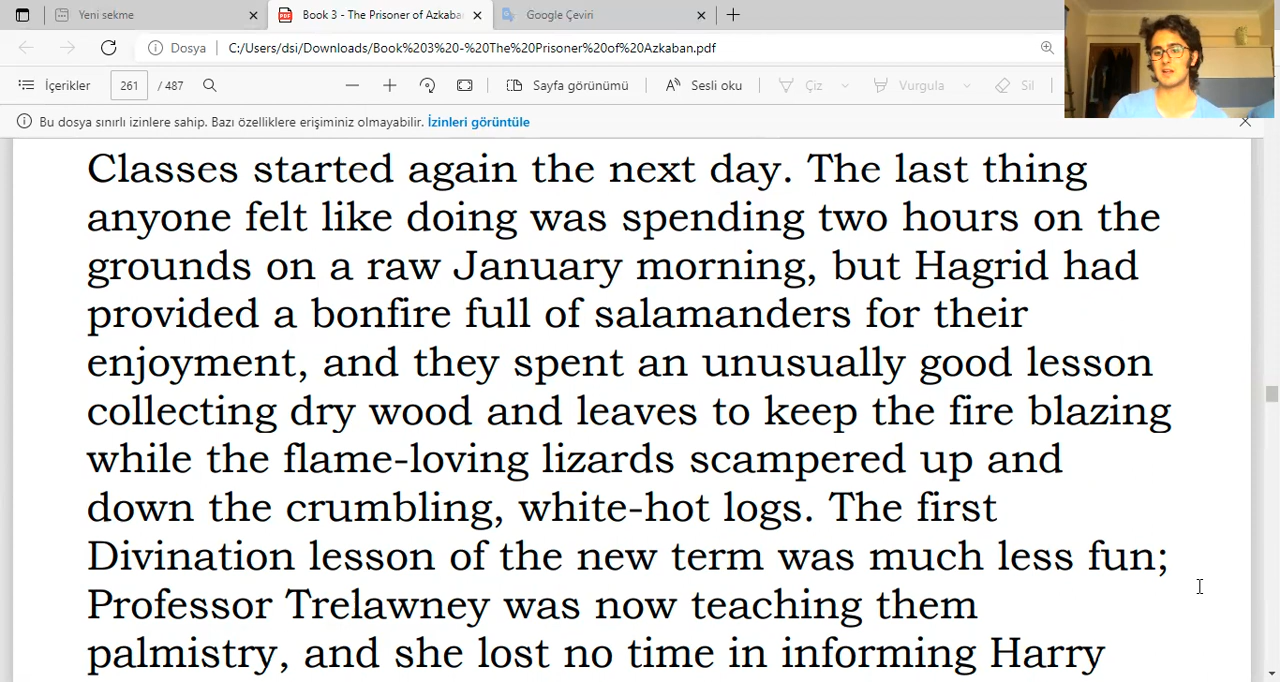 Yeni sekme
Book 3 - The Prisoner of Azkaba
Google Çeviri
Dosya
C:/Users/dsi/Downloads/Book%203%20-%20The%20Prisoner%20of%20Azkaban.pdf
İçerikler
261
/ 487
Sayfa görünümü
Sesli oku
Çiz
Vurgula
Sil
Bu dosya sınırlı izinlere sahip. Bazı özelliklere erişiminiz olmayabilir. İzinleri görüntüle
Classes started again the next day. The last thing
anyone felt like doing was spending two hours on the
grounds on a raw January morning, but Hagrid had
provided a bonfire full of salamanders for their
enjoyment, and they spent an unusually good lesson
collecting dry wood and leaves to keep the fire blazing
while the flame-loving lizards scampered up and
down the crumbling, white-hot logs. The first
Divination lesson of the new term was much less fun;
Professor Trelawney was now teaching them
palmistry, and she lost no time in informing Harry